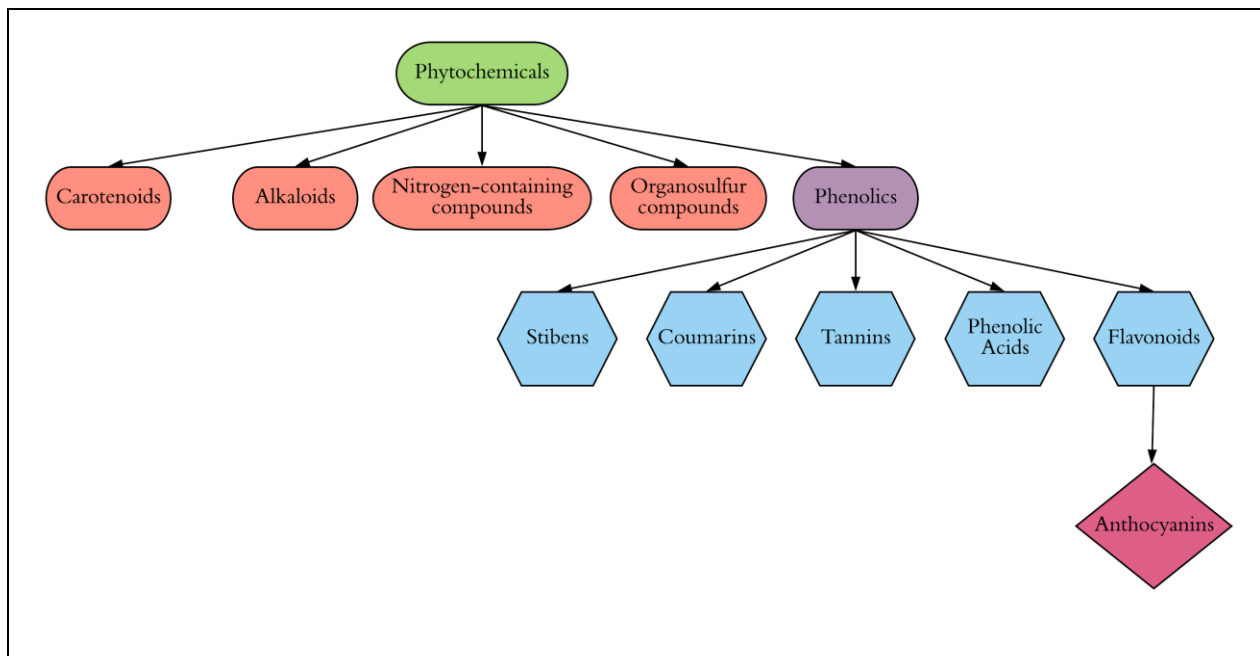 Phytochemicals
Carotenoids
Alkaloids
Nitrogen-containing
compounds
Organosulfur
compounds
Phenolics
Stibens
Coumarins
Tannins
Phenolic
Acids
Flavonoids
Anthocyanins